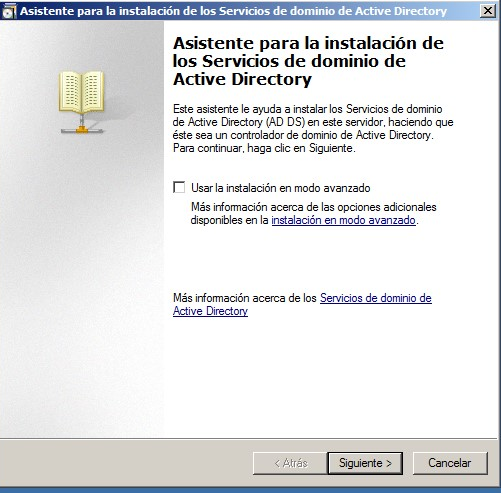 Asistente para la instalación de los Servicios de dominio de Active Directory
Asistente para la instalación de
los Servicios de dominio de
Active Directory
Este asistente le ayuda a instalar los Servicios de dominio
de Active Directory (AD DS) en este servidor, haciendo que
éste sea un controlador de dominio de Active Directory.
Para continuar, haga clic en Siguiente.
Usar la instalación en modo avanzado
Más información acerca de las opciones adicionales
disponibles en la instalación en modo avanzado.
Más información acerca de los Servicios de dominio de
Active Directory
< Atrás
Siguiente >
Cancelar